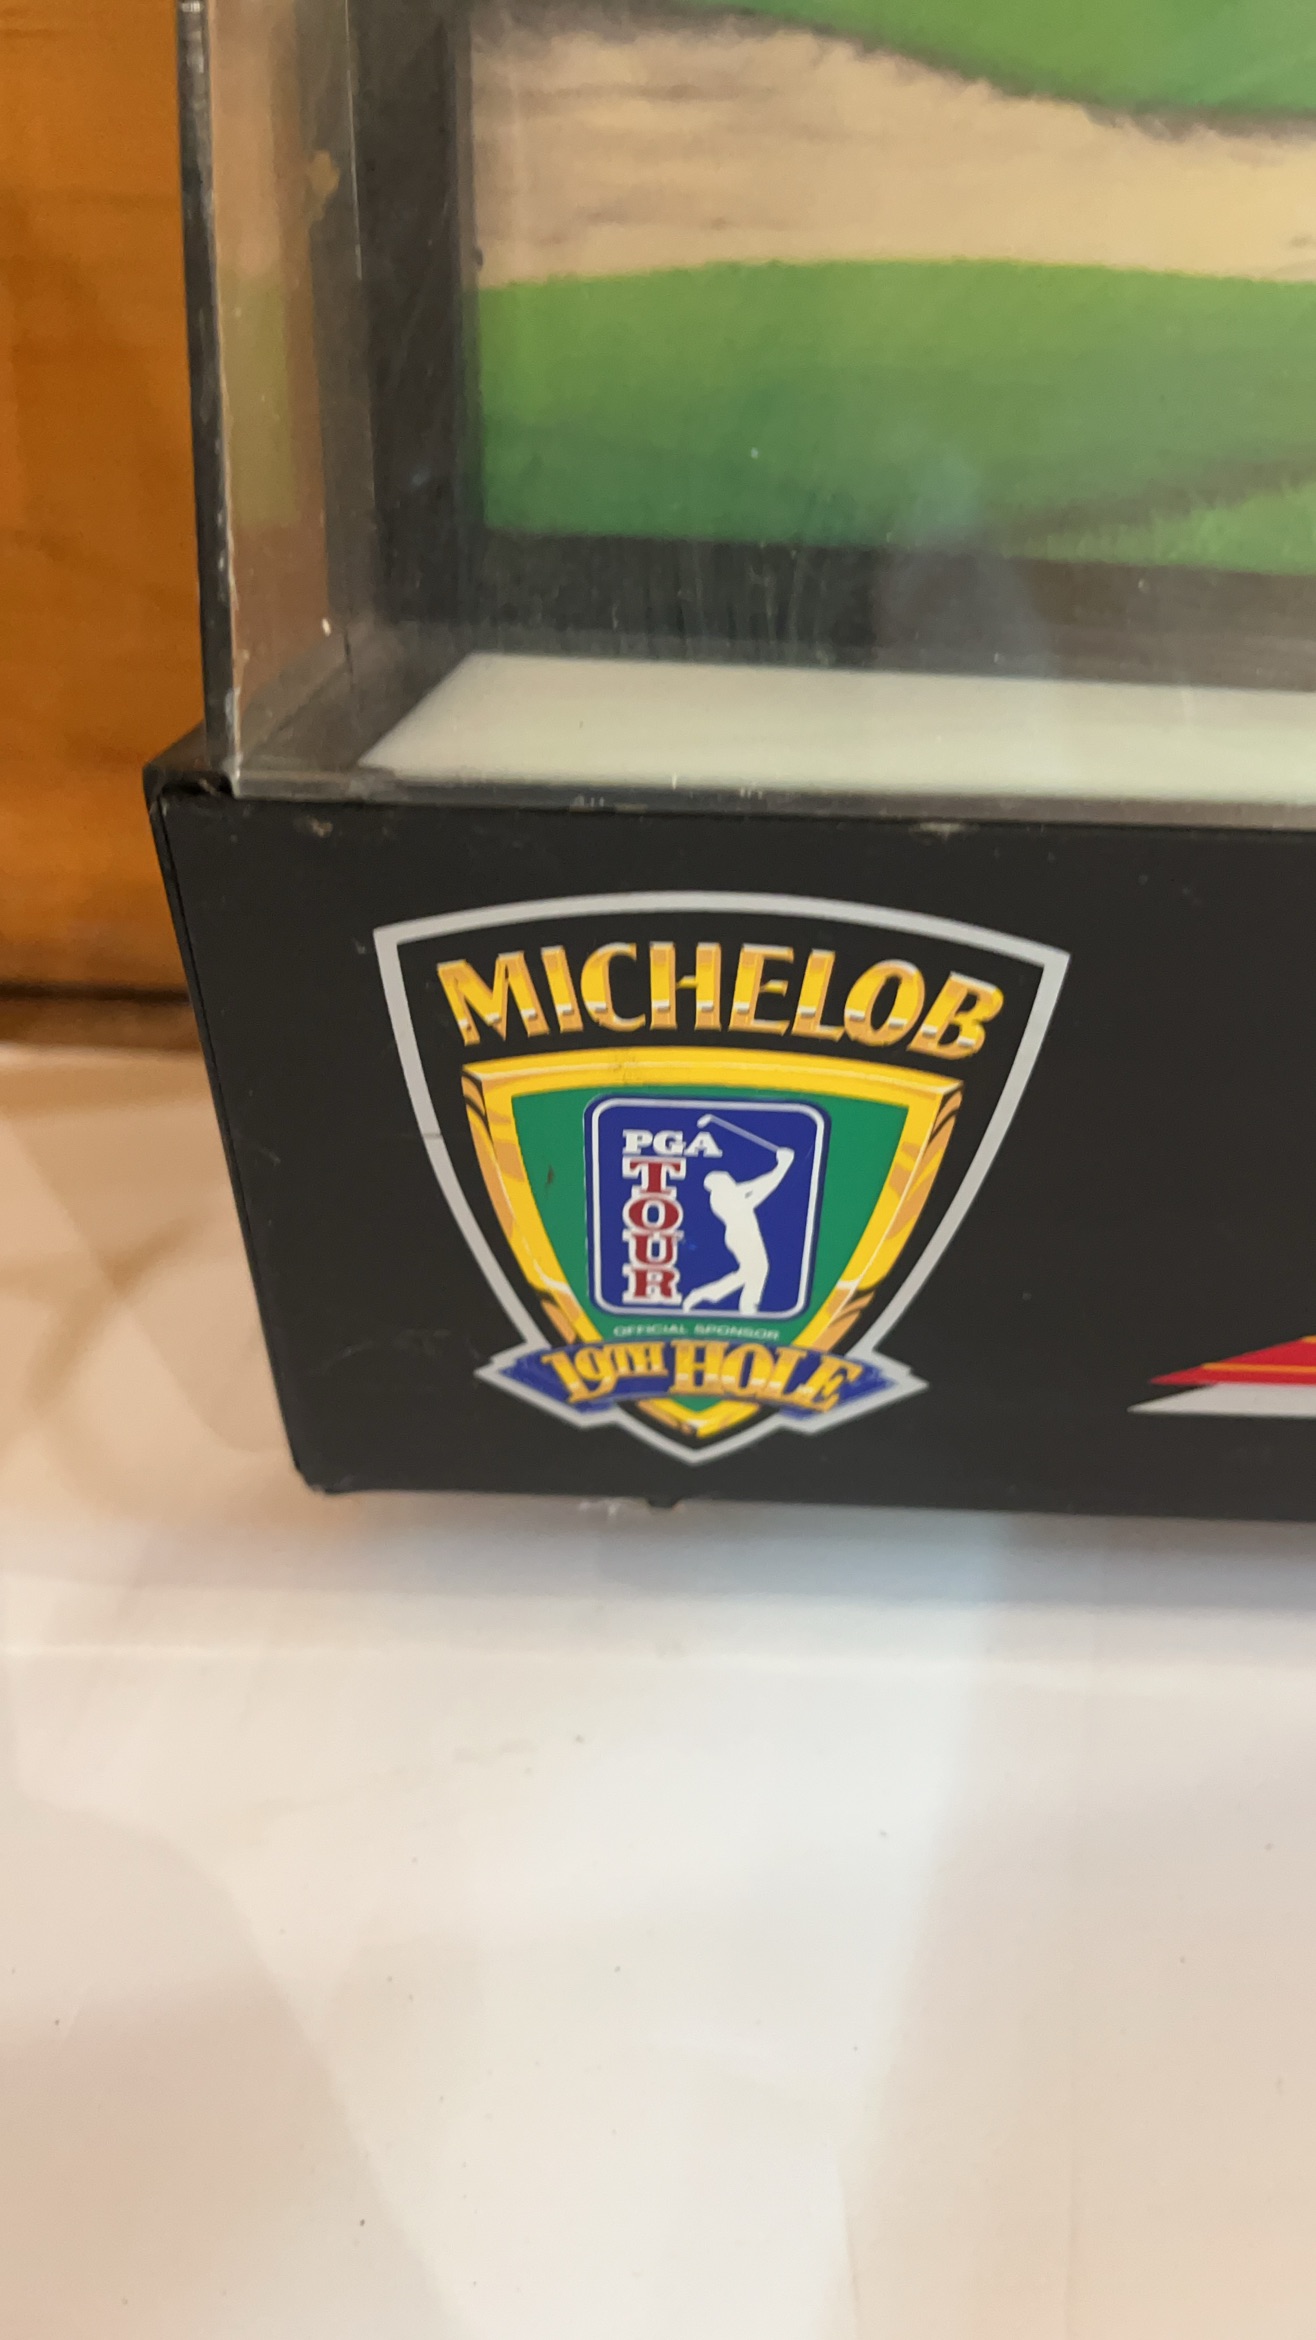 MICHELOB
PGA
TOUR
OFFICIAL SPONSOR
19TH HOLE